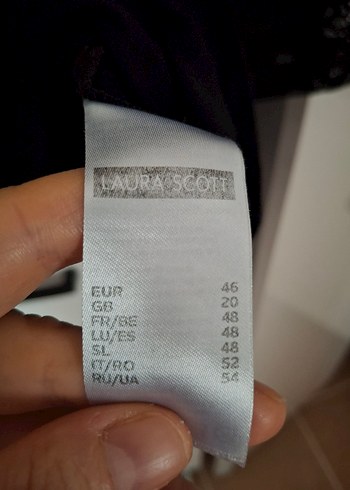 LAURA SCOTT
EUR 46
GB 20
FR/BE 48
LU/ES 48
SL 48
IT/RO 52
RU/UA 54